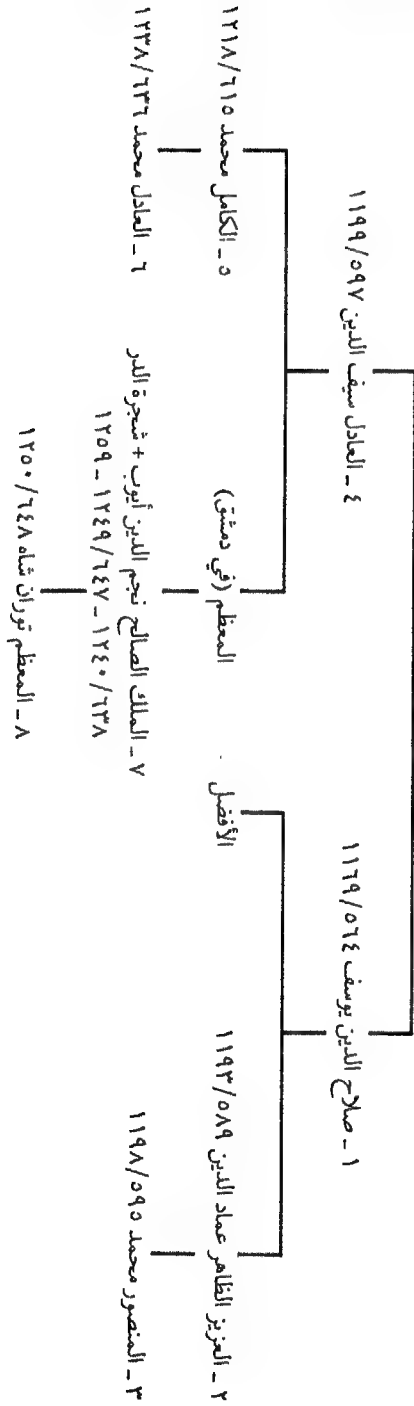 ١ - صلاح الدين يوسف ٥٦٤/١١٦٩
٤ - العادل سيف الدين ٥٩٧/١١٩٩
٢ - العزيز الظاهر عماد الدين ٥٨٩/١١٩٣
الأفضل
المعظم (في دمشق)
٥ - الكامل محمد ٦١٥/١٢١٨
٣ - المنصور محمد ٥٩٥/١١٩٨
٧ - الملك الصالح نجم الدين أيوب + شجرة الدر
٦٣٨/١٢٤٠ - ٦٤٧/١٢٤٩ - ١٢٥٩
٦ - العادل محمد ٦٣٦/١٢٣٨
٨ - المعظم توران شاه ٦٤٨/١٢٥٠